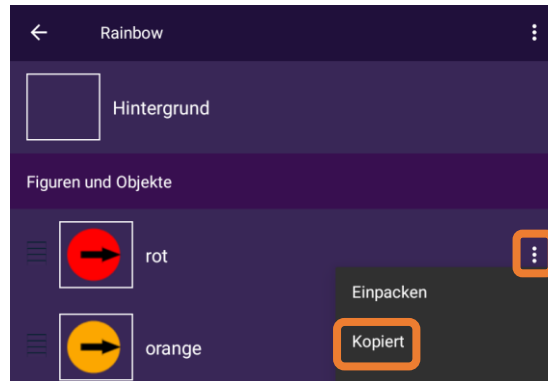 Rainbow
Hintergrund
Figuren und Objekte
rot
Einpacken
Kopiert
orange